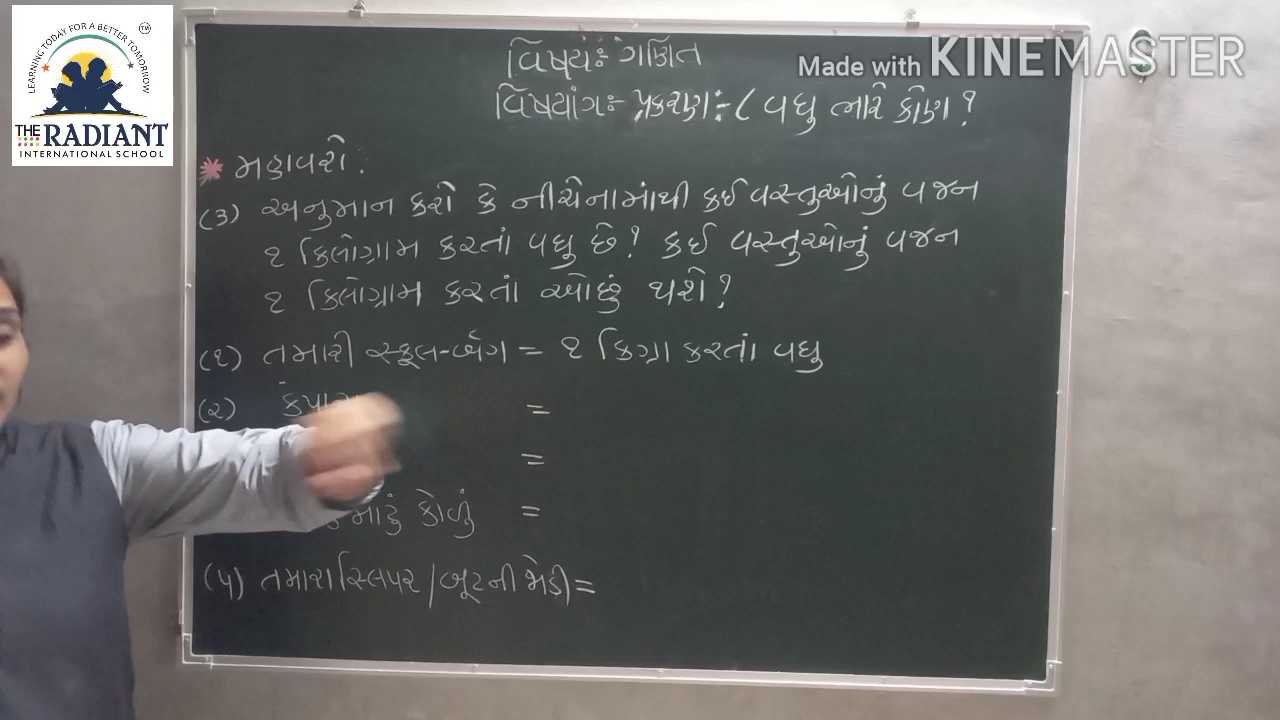 LEARNING TODAY FOR A BETTER TOMORROW
TM
THE RADIANT
INTERNATIONAL SCHOOL
Made with KINEMASTER
વિષય:- ગણિત
વિષયાંગ:- પ્રકરણ:- ( વધુ ભારે કોણ ?
* મહાવરો:
(૩) અનુમાન કરો કે નીચેનામાંથી કઈ વસ્તુઓનું વજન
૧ કિલોગ્રામ કરતાં વધુ છે? કઈ વસ્તુઓનું વજન
૧ કિલોગ્રામ કરતાં ઓછું થશે?
(૧) તમારી સ્કૂલ-બેગ = ૧ કિગ્રા કરતાં વધુ
(૨) =
=
મોટું કોળું =
(૫) તમારા સ્લિપર/બૂટની જોડી =